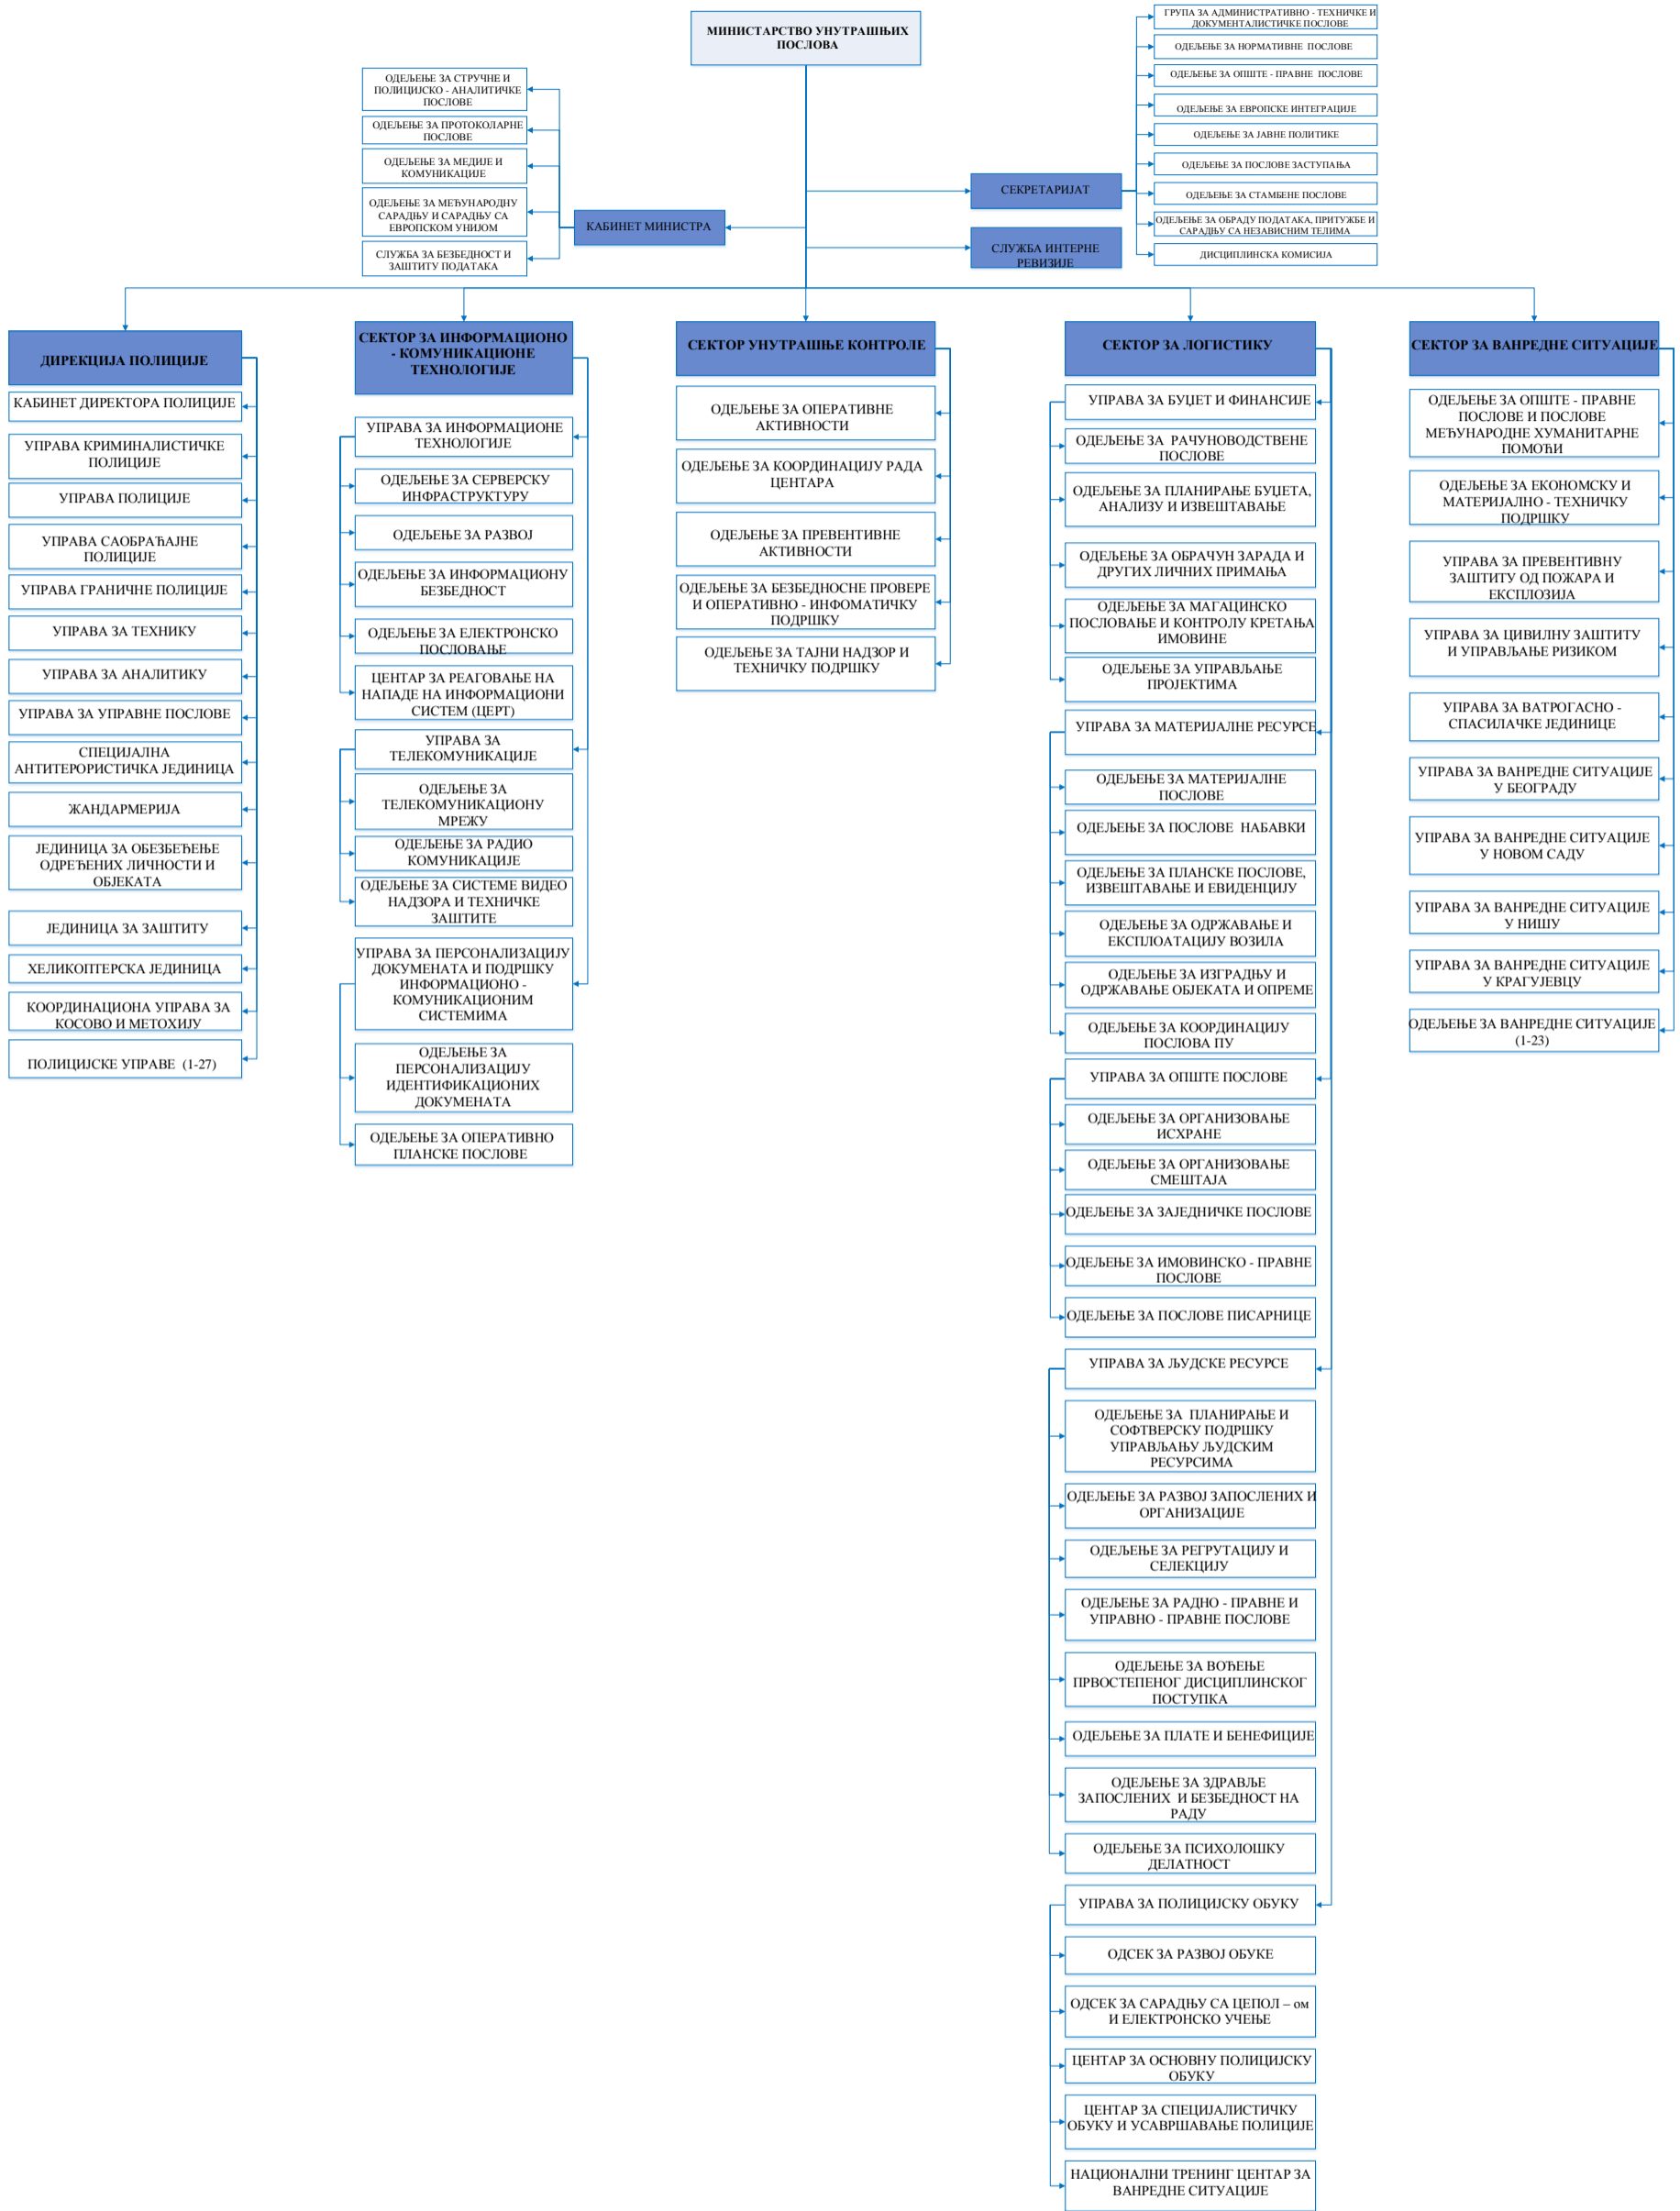 МИНИСТАРСТВО УНУТРАШЊИХ
ПОСЛОВА
ОДЕЉЕЊЕ ЗА СТРУЧНЕ И
ПОЛИЦИЈСКО - АНАЛИТИЧКЕ
ПОСЛОВЕ
ОДЕЉЕЊЕ ЗА ПРОТОКОЛАРНЕ
ПОСЛОВЕ
ОДЕЉЕЊЕ ЗА МЕДИЈЕ И
КОМУНИКАЦИЈЕ
ОДЕЉЕЊЕ ЗА МЕЂУНАРОДНУ
САРАДЊУ И САРАДЊУ СА
ЕВРОПСКОМ УНИЈОМ
СЛУЖБА ЗА БЕЗБЕДНОСТ И
ЗАШТИТУ ПОДАТАКА
КАБИНЕТ МИНИСТРА
СЕКРЕТАРИЈАТ
СЛУЖБА ИНТЕРНЕ
РЕВИЗИЈЕ
ГРУПА ЗА АДМИНИСТРАТИВНО - ТЕХНИЧКЕ И
ДОКУМЕНТАЛИСТИЧКЕ ПОСЛОВЕ
ОДЕЉЕЊЕ ЗА НОРМАТИВНЕ ПОСЛОВЕ
ОДЕЉЕЊЕ ЗА ОПШТЕ - ПРАВНЕ ПОСЛОВЕ
ОДЕЉЕЊЕ ЗА ЕВРОПСКЕ ИНТЕГРАЦИЈЕ
ОДЕЉЕЊЕ ЗА ЈАВНЕ ПОЛИТИКЕ
ОДЕЉЕЊЕ ЗА ПОСЛОВЕ ЗАСТУПАЊА
ОДЕЉЕЊЕ ЗА СТАМБЕНЕ ПОСЛОВЕ
ОДЕЉЕЊЕ ЗА ОБРАДУ ПОДАТАКА, ПРИТУЖБЕ И
САРАДЊУ СА НЕЗАВИСНИМ ТЕЛИМА
ДИСЦИПЛИНСКА КОМИСИЈА
ДИРЕКЦИЈА ПОЛИЦИЈЕ
КАБИНЕТ ДИРЕКТОРА ПОЛИЦИЈЕ
УПРАВА КРИМИНАЛИСТИЧКЕ
ПОЛИЦИЈЕ
УПРАВА ПОЛИЦИЈЕ
УПРАВА САОБРАЋАЈНЕ
ПОЛИЦИЈЕ
УПРАВА ГРАНИЧНЕ ПОЛИЦИЈЕ
УПРАВА ЗА ТЕХНИКУ
УПРАВА ЗА АНАЛИТИКУ
УПРАВА ЗА УПРАВНЕ ПОСЛОВЕ
СПЕЦИЈАЛНА
АНТИТЕРОРИСТИЧКА ЈЕДИНИЦА
ЖАНДАРМЕРИЈА
ЈЕДИНИЦА ЗА ОБЕЗБЕЂЕЊЕ
ОДРЕЂЕНИХ ЛИЧНОСТИ И
ОБЈЕКАТА
ЈЕДИНИЦА ЗА ЗАШТИТУ
ХЕЛИКОПТЕРСКА ЈЕДИНИЦА
КООРДИНАЦИОНА УПРАВА ЗА
КОСОВО И МЕТОХИЈУ
ПОЛИЦИЈСКЕ УПРАВЕ (1-27)
СЕКТОР ЗА ИНФОРМАЦИОНО
- КОМУНИКАЦИОНЕ
ТЕХНОЛОГИЈЕ
УПРАВА ЗА ИНФОРМАЦИОНЕ
ТЕХНОЛОГИЈЕ
ОДЕЉЕЊЕ ЗА СЕРВЕРСКУ
ИНФРАСТРУКТУРУ
ОДЕЉЕЊЕ ЗА РАЗВОЈ
ОДЕЉЕЊЕ ЗА ИНФОРМАЦИОНУ
БЕЗБЕДНОСТ
ОДЕЉЕЊЕ ЗА ЕЛЕКТРОНСКО
ПОСЛОВАЊЕ
ЦЕНТАР ЗА РЕАГОВАЊЕ НА
НАПАДЕ НА ИНФОРМАЦИОНИ
СИСТЕМ (ЦЕРТ)
УПРАВА ЗА
ТЕЛЕКОМУНИКАЦИЈЕ
ОДЕЉЕЊЕ ЗА
ТЕЛЕКОМУНИКАЦИОНУ
МРЕЖУ
ОДЕЉЕЊЕ ЗА РАДИО
КОМУНИКАЦИЈЕ
ОДЕЉЕЊЕ ЗА СИСТЕМЕ ВИДЕО
НАДЗОРА И ТЕХНИЧКЕ
ЗАШТИТЕ
УПРАВА ЗА ПЕРСОНАЛИЗАЦИЈУ
ДОКУМЕНАТА И ПОДРШКУ
ИНФОРМАЦИОНО -
КОМУНИКАЦИОНИМ
СИСТЕМИМА
ОДЕЉЕЊЕ ЗА
ПЕРСОНАЛИЗАЦИЈУ
ИДЕНТИФИКАЦИОНИХ
ДОКУМЕНАТА
ОДЕЉЕЊЕ ЗА ОПЕРАТИВНО
ПЛАНСКЕ ПОСЛОВЕ
СЕКТОР УНУТРАШЊЕ КОНТРОЛЕ
ОДЕЉЕЊЕ ЗА ОПЕРАТИВНЕ
АКТИВНОСТИ
ОДЕЉЕЊЕ ЗА КООРДИНАЦИЈУ РАДА
ЦЕНТАРА
ОДЕЉЕЊЕ ЗА ПРЕВЕНТИВНЕ
АКТИВНОСТИ
ОДЕЉЕЊЕ ЗА БЕЗБЕДНОСНЕ ПРОВЕРЕ
И ОПЕРАТИВНО - ИНФОМАТИЧКУ
ПОДРШКУ
ОДЕЉЕЊЕ ЗА ТАЈНИ НАДЗОР И
ТЕХНИЧКУ ПОДРШКУ
СЕКТОР ЗА ЛОГИСТИКУ
УПРАВА ЗА БУЏЕТ И ФИНАНСИЈЕ
ОДЕЉЕЊЕ ЗА РАЧУНОВОДСТВЕНЕ
ПОСЛОВЕ
ОДЕЉЕЊЕ ЗА ПЛАНИРАЊЕ БУЏЕТА,
АНАЛИЗУ И ИЗВЕШТАВАЊЕ
ОДЕЉЕЊЕ ЗА ОБРАЧУН ЗАРАДА И
ДРУГИХ ЛИЧНИХ ПРИМАЊА
ОДЕЉЕЊЕ ЗА МАГАЦИНСКО
ПОСЛОВАЊЕ И КОНТРОЛУ КРЕТАЊА
ИМОВИНЕ
ОДЕЉЕЊЕ ЗА УПРАВЉАЊЕ
ПРОЈЕКТИМА
УПРАВА ЗА МАТЕРИЈАЛНЕ РЕСУРСЕ
ОДЕЉЕЊЕ ЗА МАТЕРИЈАЛНЕ
ПОСЛОВЕ
ОДЕЉЕЊЕ ЗА ПОСЛОВЕ НАБАВКИ
ОДЕЉЕЊЕ ЗА ПЛАНСКЕ ПОСЛОВЕ,
ИЗВЕШТАВАЊЕ И ЕВИДЕНЦИЈУ
ОДЕЉЕЊЕ ЗА ОДРЖАВАЊЕ И
ЕКСПЛОАТАЦИЈУ ВОЗИЛА
ОДЕЉЕЊЕ ЗА ИЗГРАДЊУ И
ОДРЖАВАЊЕ ОБЈЕКАТА И ОПРЕМЕ
ОДЕЉЕЊЕ ЗА КООРДИНАЦИЈУ
ПОСЛОВА ПУ
УПРАВА ЗА ОПШТЕ ПОСЛОВЕ
ОДЕЉЕЊЕ ЗА ОРГАНИЗОВАЊЕ
ИСХРАНЕ
ОДЕЉЕЊЕ ЗА ОРГАНИЗОВАЊЕ
СМЕШТАЈА
ОДЕЉЕЊЕ ЗА ЗАЈЕДНИЧКЕ ПОСЛОВЕ
ОДЕЉЕЊЕ ЗА ИМОВИНСКО - ПРАВНЕ
ПОСЛОВЕ
ОДЕЉЕЊЕ ЗА ПОСЛОВЕ ПИСАРНИЦЕ
УПРАВА ЗА ЉУДСКЕ РЕСУРСЕ
ОДЕЉЕЊЕ ЗА ПЛАНИРАЊЕ И
СОФТВЕРСКУ ПОДРШКУ
УПРАВЉАЊУ ЉУДСКИМ
РЕСУРСИМА
ОДЕЉЕЊЕ ЗА РАЗВОЈ ЗАПОСЛЕНИХ И
ОРГАНИЗАЦИЈЕ
ОДЕЉЕЊЕ ЗА РЕГРУТАЦИЈУ И
СЕЛЕКЦИЈУ
ОДЕЉЕЊЕ ЗА РАДНО - ПРАВНЕ И
УПРАВНО - ПРАВНЕ ПОСЛОВЕ
ОДЕЉЕЊЕ ЗА ВОЂЕЊЕ
ПРВОСТЕПЕНОГ ДИСЦИПЛИНСКОГ
ПОСТУПКА
ОДЕЉЕЊЕ ЗА ПЛАТЕ И БЕНЕФИЦИЈЕ
ОДЕЉЕЊЕ ЗА ЗДРАВЉЕ
ЗАПОСЛЕНИХ И БЕЗБЕДНОСТ НА
РАДУ
ОДЕЉЕЊЕ ЗА ПСИХОЛОШКУ
ДЕЛАТНОСТ
УПРАВА ЗА ПОЛИЦИЈСКУ ОБУКУ
ОДСЕК ЗА РАЗВОЈ ОБУКЕ
ОДСЕК ЗА САРАДЊУ СА ЦЕПОЛ – ом
И ЕЛЕКТРОНСКО УЧЕЊЕ
ЦЕНТАР ЗА ОСНОВНУ ПОЛИЦИЈСКУ
ОБУКУ
ЦЕНТАР ЗА СПЕЦИЈАЛИСТИЧКУ
ОБУКУ И УСАВРШАВАЊЕ ПОЛИЦИЈЕ
НАЦИОНАЛНИ ТРЕНИНГ ЦЕНТАР ЗА
ВАНРЕДНЕ СИТУАЦИЈЕ
СЕКТОР ЗА ВАНРЕДНЕ СИТУАЦИЈЕ
ОДЕЉЕЊЕ ЗА ОПШТЕ - ПРАВНЕ
ПОСЛОВЕ И ПОСЛОВЕ
МЕЂУНАРОДНЕ ХУМАНИТАРНЕ
ПОМОЋИ
ОДЕЉЕЊЕ ЗА ЕКОНОМСКУ И
МАТЕРИЈАЛНО - ТЕХНИЧКУ
ПОДРШКУ
УПРАВА ЗА ПРЕВЕНТИВНУ
ЗАШТИТУ ОД ПОЖАРА И
ЕКСПЛОЗИЈА
УПРАВА ЗА ЦИВИЛНУ ЗАШТИТУ
И УПРАВЉАЊЕ РИЗИКОМ
УПРАВА ЗА ВАТРОГАСНО -
СПАСИЛАЧКЕ ЈЕДИНИЦЕ
УПРАВА ЗА ВАНРЕДНЕ СИТУАЦИЈЕ
У БЕОГРАДУ
УПРАВА ЗА ВАНРЕДНЕ СИТУАЦИЈЕ
У НОВОМ САДУ
УПРАВА ЗА ВАНРЕДНЕ СИТУАЦИЈЕ
У НИШУ
УПРАВА ЗА ВАНРЕДНЕ СИТУАЦИЈЕ
У КРАГУЈЕВЦУ
ОДЕЉЕЊЕ ЗА ВАНРЕДНЕ СИТУАЦИЈЕ
(1-23)